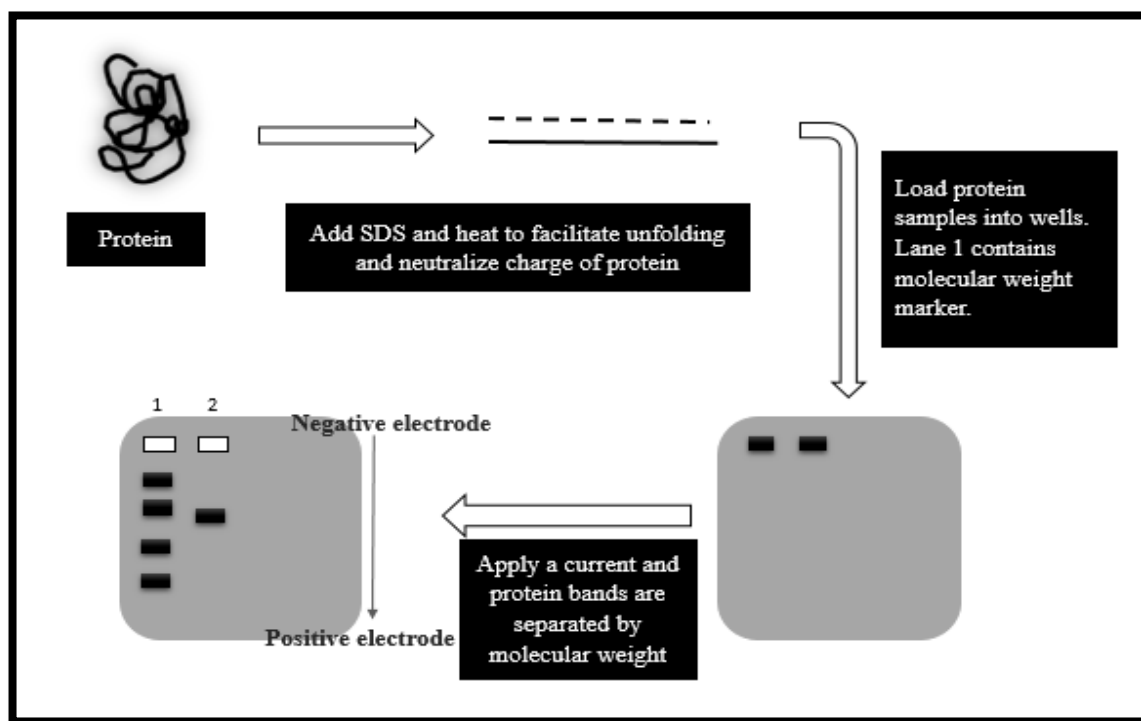 Protein
Add SDS and heat to facilitate unfolding
and neutralize charge of protein
Load protein
samples into wells.
Lane 1 contains
molecular weight
marker.
1 2
Negative electrode
Positive electrode
Apply a current and
protein bands are
separated by
molecular weight